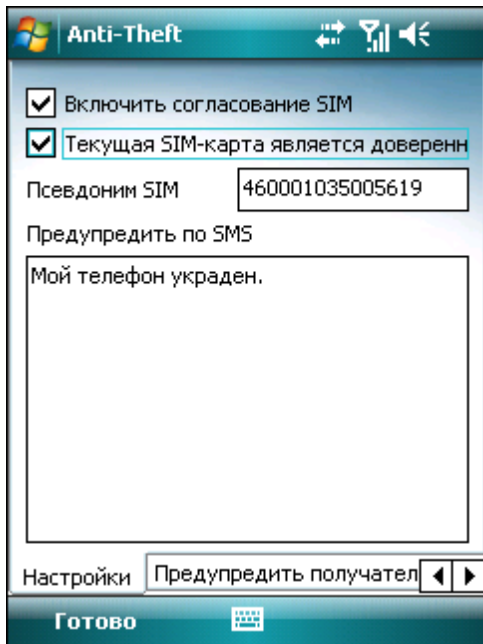 Anti-Theft
Включить согласование SIM
Текущая SIM-карта является доверенн
Псевдоним SIM 460001035005619
Предупредить по SMS
Мой телефон украден.
Настройки Предупредить получател
Готово